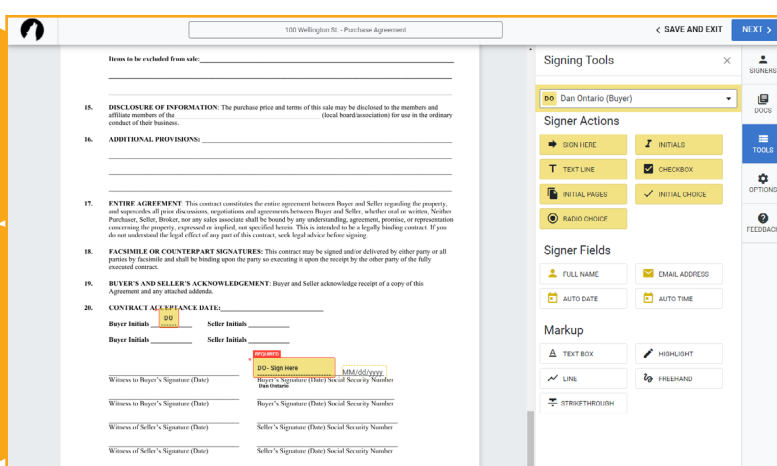 100 Wellington St. - Purchase Agreement
< SAVE AND EXIT
NEXT >
Items to be excluded from sale:
15. DISCLOSURE OF INFORMATION: The purchase price and terms of this sale may be disclosed to the members and
affiliate members of the (local board/association) for use in the ordinary
conduct of their business.
16. ADDITIONAL PROVISIONS:
17. ENTIRE AGREEMENT: This contract constitutes the entire agreement between Buyer and Seller regarding the property,
and supercedes all prior discussions, negotiations and agreements between Buyer and Seller, whether oral or written. Neither
Purchaser, Seller, Broker, nor any sales associate shall be bound by any understanding, agreement, promise, or representation
concerning the property, expressed or implied, not specified herein. This is intended to be a legally binding contract. If you
do not understand the legal effect of any part of this contract, seek legal advice before signing.
18. FACSIMILE OR COUNTERPART SIGNATURES: This contract may be signed and/or delivered by either party or all
parties by facsimile and shall be binding upon the party so executing it upon the receipt by the other party of the fully
executed contract.
19. BUYER'S AND SELLER'S ACKNOWLEDGEMENT: Buyer and Seller acknowledge receipt of a copy of this
Agreement and any attached addenda.
20. CONTRACT ACCEPTANCE DATE:
DO
Buyer Initials Seller Initials
Buyer Initials Seller Initials
REQUIRED
DO- Sign Here
MM/dd/yyyy
Witness to Buyer's Signature (Date) Buyer's Signature (Date) Social Security Number
Dan Ontario
Witness to Buyer's Signature (Date) Buyer's Signature (Date) Social Security Number
Witness of Seller's Signature (Date) Seller's Signature (Date) Social Security Number
Witness of Seller's Signature (Date) Seller's Signature (Date) Social Security Number
Signing Tools
DO Dan Ontario (Buyer)
Signer Actions
SIGN HERE
INITIALS
TEXT LINE
CHECKBOX
INITIAL PAGES
INITIAL CHOICE
RADIO CHOICE
Signer Fields
FULL NAME
EMAIL ADDRESS
AUTO DATE
AUTO TIME
Markup
TEXT BOX
HIGHLIGHT
LINE
FREEHAND
STRIKETHROUGH
SIGNERS
DOCS
TOOLS
OPTIONS
FEEDBACK